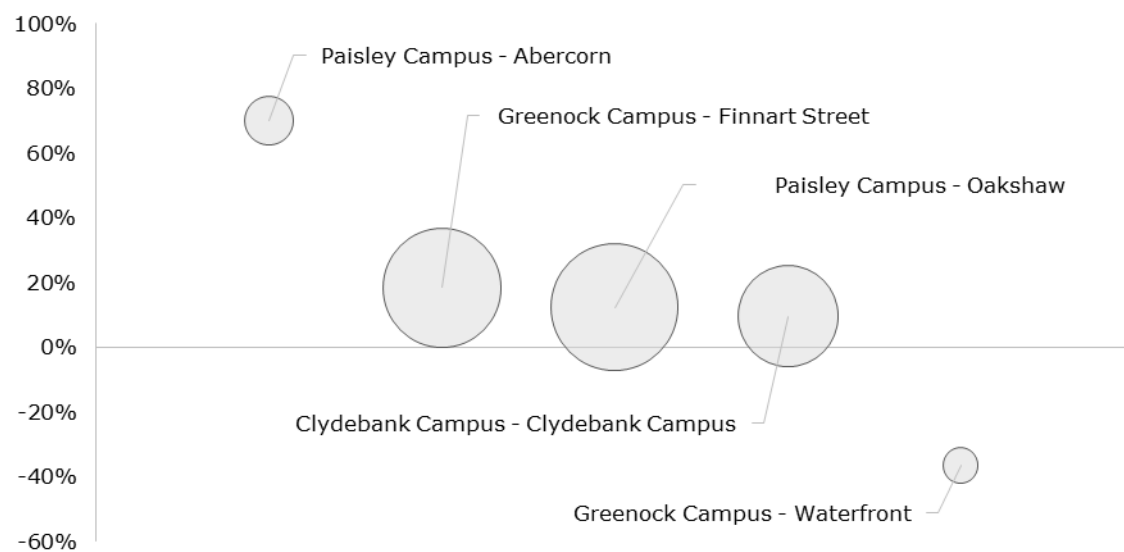 100%
Paisley Campus - Abercorn
80%
Greenock Campus - Finnart Street
60%
Paisley Campus - Oakshaw
40%
20%
0%
-20%
Clydebank Campus - Clydebank Campus
-40%
Greenock Campus - Waterfront
-60%